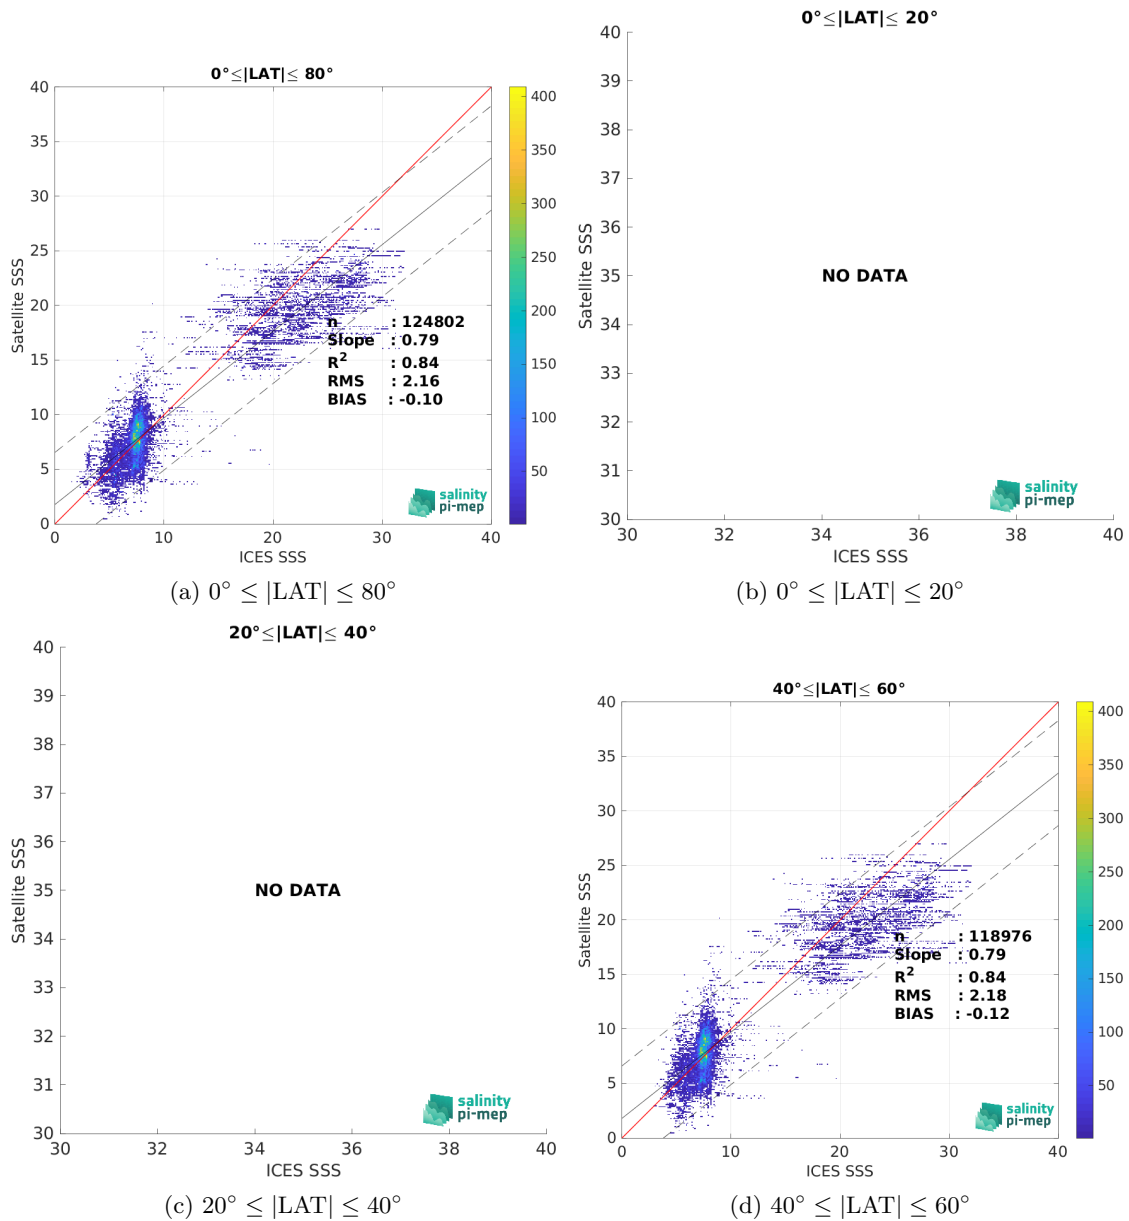 0°≤|LAT|≤ 80°
40
35
30
25
20
15
10
5
0
Satellite SSS
0
10
20
30
40
ICES SSS
400
350
300
250
200
150
100
50
n : 124802
Slope : 0.79
R² : 0.84
RMS : 2.16
BIAS : -0.10
salinity
pi-mep
(a) 0° ≤ |LAT| ≤ 80°
0°≤|LAT|≤ 20°
40
39
38
37
36
35
34
33
32
31
30
Satellite SSS
NO DATA
salinity
pi-mep
30
32
34
36
38
40
ICES SSS
(b) 0° ≤ |LAT| ≤ 20°
20°≤|LAT|≤ 40°
40
39
38
37
36
35
34
33
32
31
30
Satellite SSS
NO DATA
salinity
pi-mep
30
32
34
36
38
40
ICES SSS
(c) 20° ≤ |LAT| ≤ 40°
40°≤|LAT|≤ 60°
40
35
30
25
20
15
10
5
0
Satellite SSS
0
10
20
30
40
ICES SSS
400
350
300
250
200
150
100
50
n : 118976
Slope : 0.79
R² : 0.84
RMS : 2.18
BIAS : -0.12
salinity
pi-mep
(d) 40° ≤ |LAT| ≤ 60°